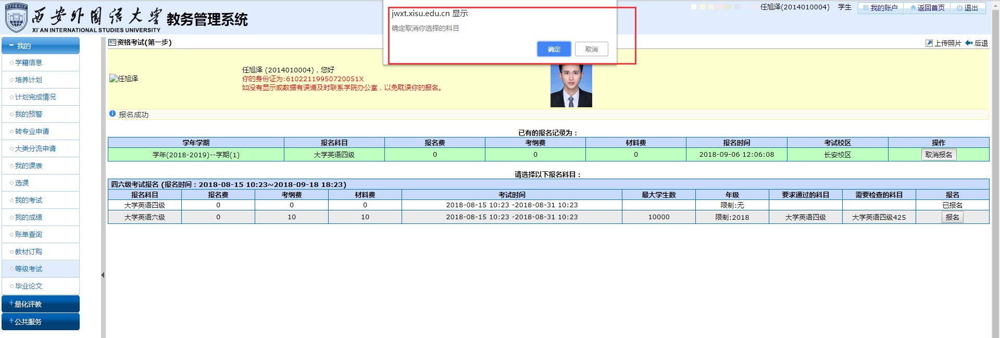 西安外国语大学
XI'AN INTERNATIONAL STUDIES UNIVERSITY
教务管理系统
jwxt.xisu.edu.cn 显示
确定取消你选择的科目
确定
取消
任旭泽(2014010004)
学生
我的账户
返回首页
退出
我的
学籍信息
培养计划
计划完成情况
我的预警
转专业申请
大类分流申请
我的课表
选课
我的考试
我的成绩
账单查询
教材订购
等级考试
毕业论文
量化评教
公共服务
资格考试(第一步)
上传照片
后退
任旭泽
任旭泽 (2014010004)，您好
你的身份证为:61022119950720051X
如没有显示或数据有误请及时联系学院办公室，以免耽误你的报名。
报名成功
已有的报名记录为：
学年学期 报名科目 报名费 考纲费 材料费 报名时间 考试校区 操作
学年(2018-2019)--学期(1) 大学英语四级 0 0 0 2018-09-06 12:06:08 长安校区 取消报名
请选择以下报名科目：
四六级考试报名 (报名时间：2018-08-15 10:23~2018-09-18 18:23)
报名科目 报名费 考纲费 材料费 考试时间 最大学生数 年级 要求通过的科目 需要检查的科目 报名
大学英语四级 0 0 0 2018-08-15 10:23 -2018-08-31 10:23 限制:无 已报名
大学英语六级 0 10 10 2018-08-15 10:23 -2018-08-31 10:23 10000 限制:2018 大学英语四级 大学英语四级425 报名